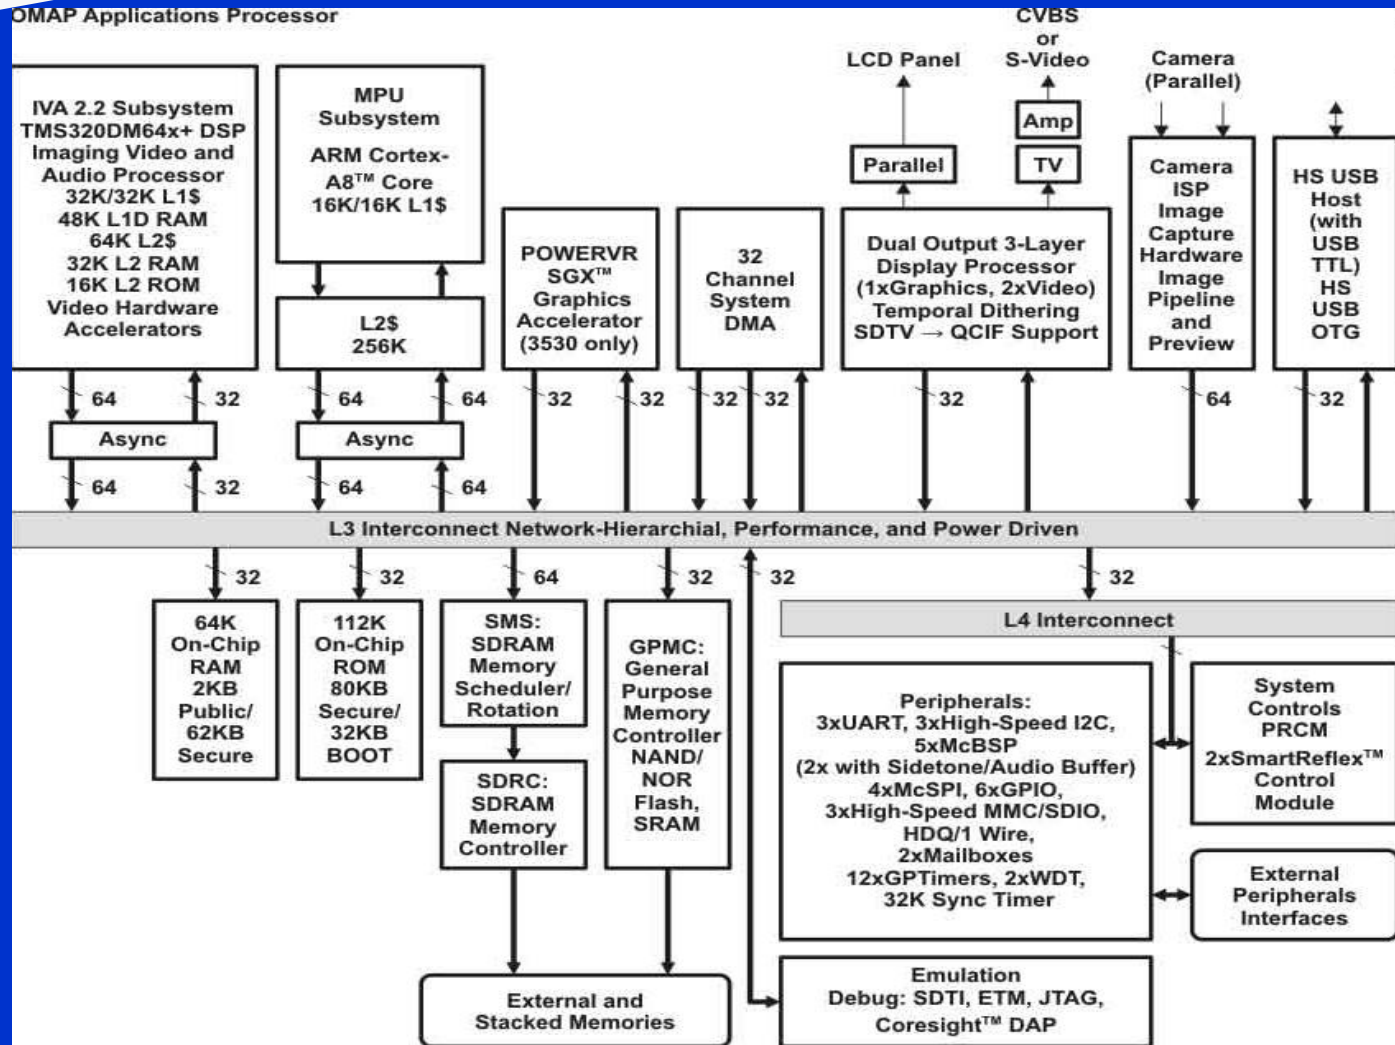 OMAP Applications Processor
CVBS
or
S-Video
LCD Panel
Camera
(Parallel)
IVA 2.2 Subsystem
TMS320DM64x+ DSP
Imaging Video and
Audio Processor
32K/32K L1$
48K L1D RAM
64K L2$
32K L2 RAM
16K L2 ROM
Video Hardware
Accelerators
MPU
Subsystem
ARM Cortex-
A8™ Core
16K/16K L1$
L2$
256K
POWERVR
SGX™
Graphics
Accelerator
(3530 only)
32
Channel
System
DMA
Parallel
Amp
TV
Dual Output 3-Layer
Display Processor
(1xGraphics, 2xVideo)
Temporal Dithering
SDTV → QCIF Support
Camera
ISP
Image
Capture
Hardware
Image
Pipeline
and
Preview
HS USB
Host
(with
USB
TTL)
HS
USB
OTG
64
32
64
64
32
32
32
32
32
64
32
Async
Async
64
32
64
64
L3 Interconnect Network-Hierarchial, Performance, and Power Driven
32
32
64
32
32
32
64K
On-Chip
RAM
2KB
Public/
62KB
Secure
112K
On-Chip
ROM
80KB
Secure/
32KB
BOOT
SMS:
SDRAM
Memory
Scheduler/
Rotation
SDRC:
SDRAM
Memory
Controller
GPMC:
General
Purpose
Memory
Controller
NAND/
NOR
Flash,
SRAM
L4 Interconnect
Peripherals:
3xUART, 3xHigh-Speed I2C,
5xMcBSP
(2x with Sidetone/Audio Buffer)
4xMcSPI, 6xGPIO,
3xHigh-Speed MMC/SDIO,
HDQ/1 Wire,
2xMailboxes
12xGPTimers, 2xWDT,
32K Sync Timer
System
Controls
PRCM
2xSmartReflex™
Control
Module
External
Peripherals
Interfaces
External and
Stacked Memories
Emulation
Debug: SDTI, ETM, JTAG,
Coresight™ DAP